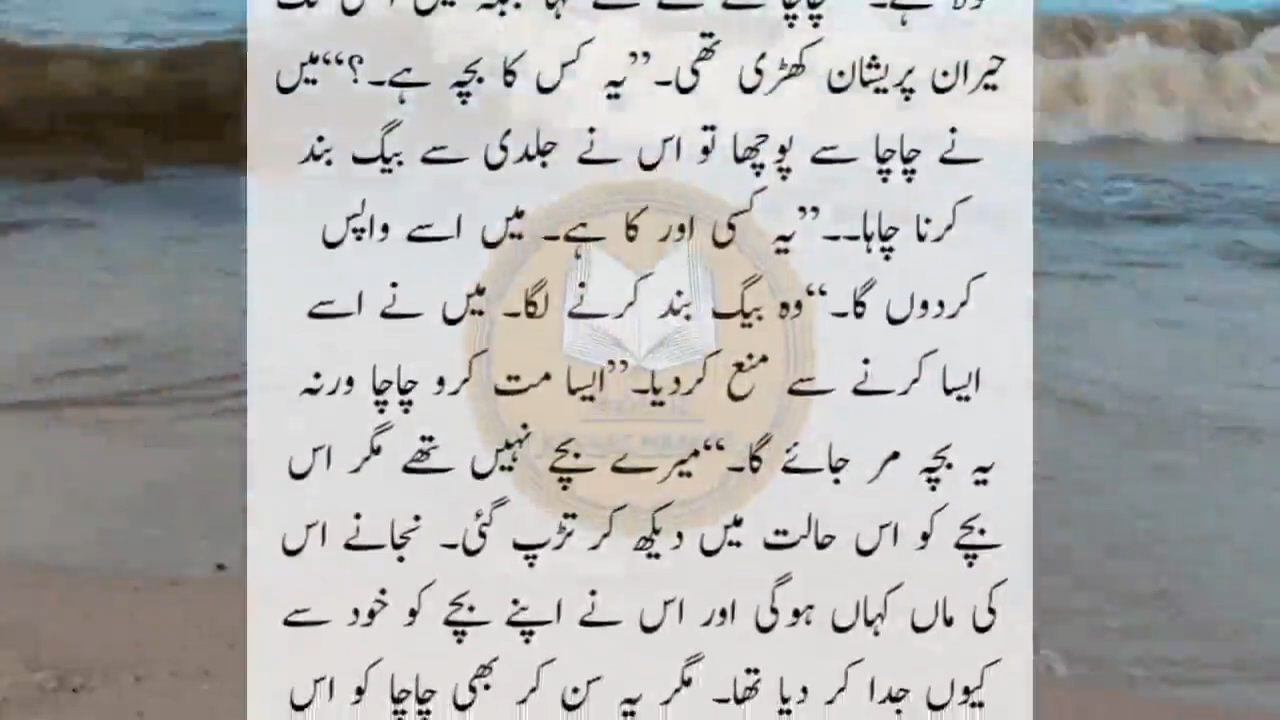 حیران پریشان کھڑی تھی۔’’یہ کس کا بچہ ہے۔؟‘‘میں
نے چاچا سے پوچھا تو اس نے جلدی سے بیگ بند
کرنا چاہا۔۔’’یہ کسی اور کا ہے۔ میں اسے واپس
کردوں گا۔‘‘وہ بیگ بند کرنے لگا۔ میں نے اسے
ایسا کرنے سے منع کردیا۔’’ایسا مت کرو چاچا ورنہ
یہ بچہ مر جائے گا۔‘‘میرے بچے نہیں تھے مگر اس
بچے کو اس حالت میں دیکھ کر تڑپ گئی۔ نجانے اس
کی ماں کہاں ہوگی اور اس نے اپنے بچے کو خود سے
کیوں جدا کر دیا تھا۔ مگر یہ سن کر بھی چاچا کو اس